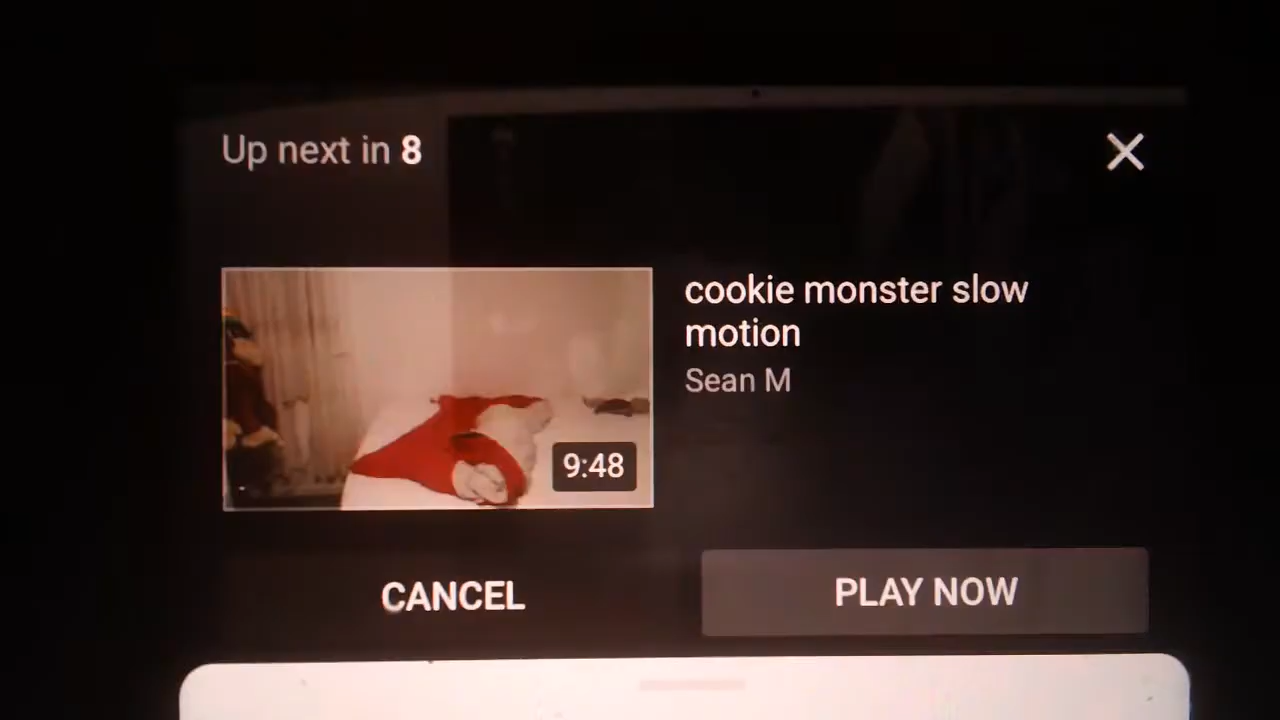 Up next in 8
cookie monster slow
motion
Sean M
9:48
CANCEL
PLAY NOW